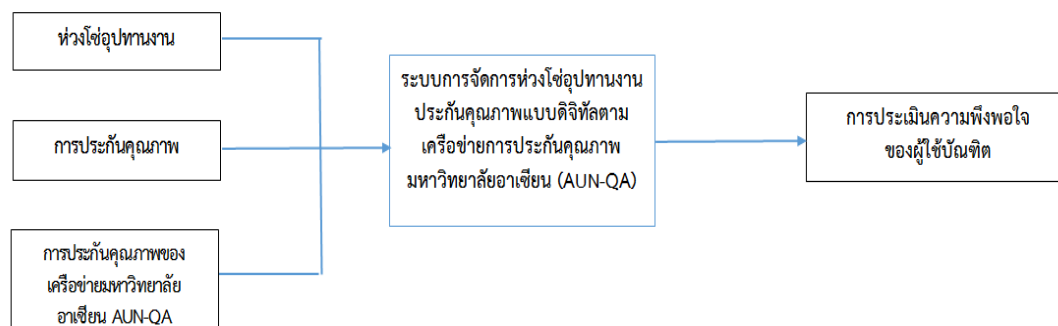 ห่วงโซ่อุปทานงาน
การประกันคุณภาพ
การประกันคุณภาพของ
เครือข่ายมหาวิทยาลัย
อาเซียน AUN-QA
ระบบการจัดการห่วงโซ่อุปทานงาน
ประกันคุณภาพแบบดิจิทัลตาม
เครือข่ายการประกันคุณภาพ
มหาวิทยาลัยอาเซียน (AUN-QA)
การประเมินความพึงพอใจ
ของผู้ใช้บัณฑิต